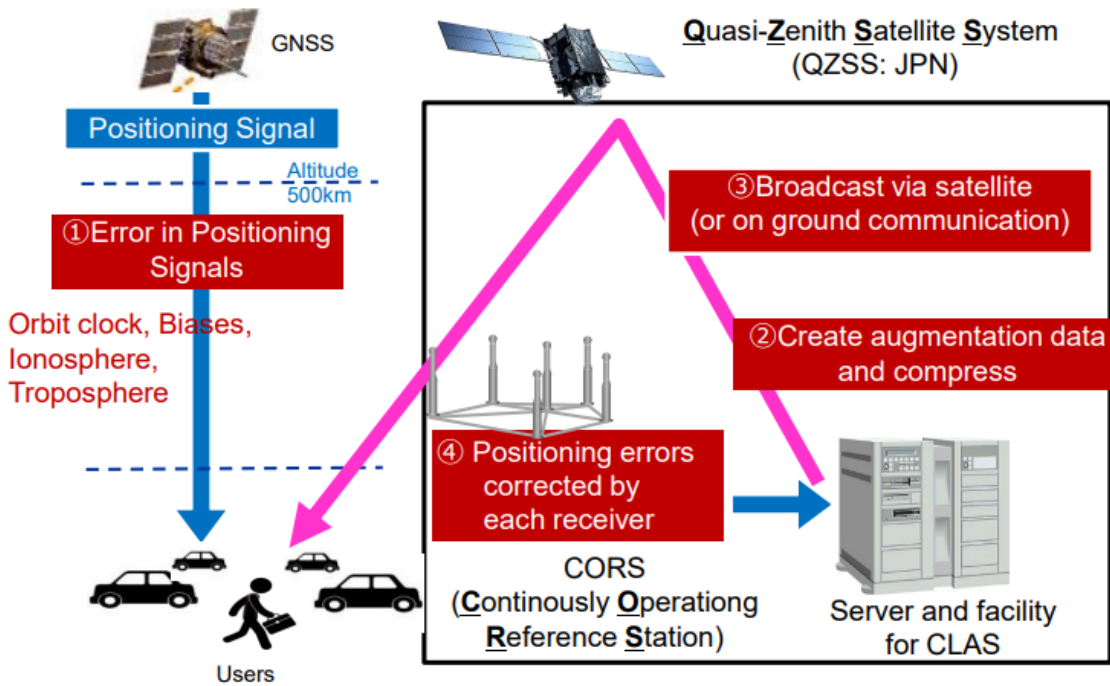 GNSS
Quasi-Zenith Satellite System
(QZSS: JPN)
Positioning Signal
Altitude
500km
①Error in Positioning
Signals
Orbit clock, Biases,
Ionosphere,
Troposphere
③Broadcast via satellite
(or on ground communication)
②Create augmentation data
and compress
④ Positioning errors
corrected by
each receiver
CORS
(Continously Operationg
Reference Station)
Server and facility
for CLAS
Users